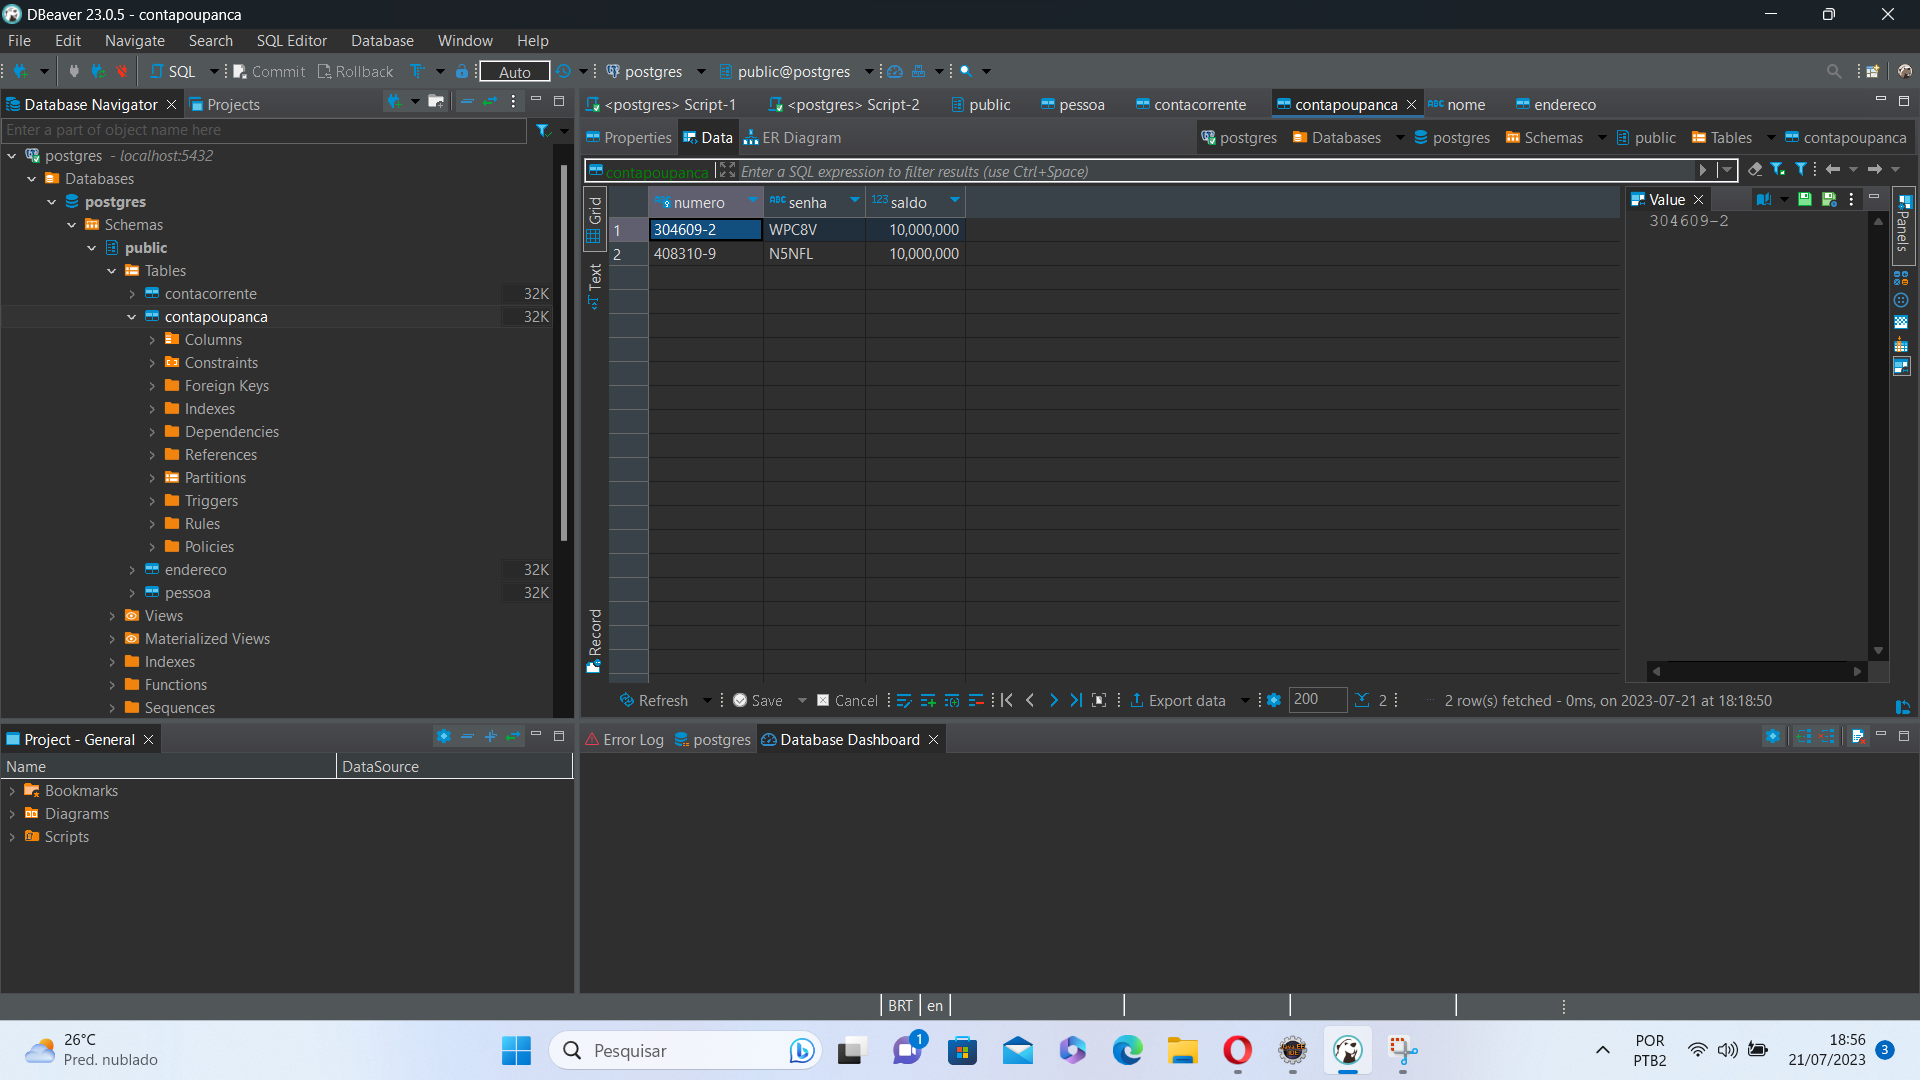 DBeaver 23.0.5 - contapoupanca
File Edit Navigate Search SQL Editor Database Window Help
SQL Commit Rollback Auto postgres public@postgres
Database Navigator Projects
<postgres> Script-1 <postgres> Script-2 public pessoa contacorrente contapoupanca ABC nome endereco
Enter a part of object name here
Properties Data ER Diagram
postgres Databases postgres Schemas public Tables contapoupanca
contapoupanca Enter a SQL expression to filter results (use Ctrl+Space)
postgres - localhost:5432
Databases
postgres
Schemas
public
Tables
contacorrente 32K
contapoupanca 32K
Columns
Constraints
Foreign Keys
Indexes
Dependencies
References
Partitions
Triggers
Rules
Policies
endereco 32K
pessoa 32K
Views
Materialized Views
Indexes
Functions
Sequences
Grid
Text
Record
numero ABC senha 123 saldo
1 304609-2 WPC8V 10,000,000
2 408310-9 N5NFL 10,000,000
Value
304609-2
Panels
Refresh Save Cancel Export data 200 2 2 row(s) fetched - 0ms, on 2023-07-21 at 18:18:50
Project - General
Name DataSource
Bookmarks
Diagrams
Scripts
Error Log postgres Database Dashboard
BRT en
26°C
Pred. nublado
Pesquisar
1
POR
PTB2
18:56
21/07/2023
3